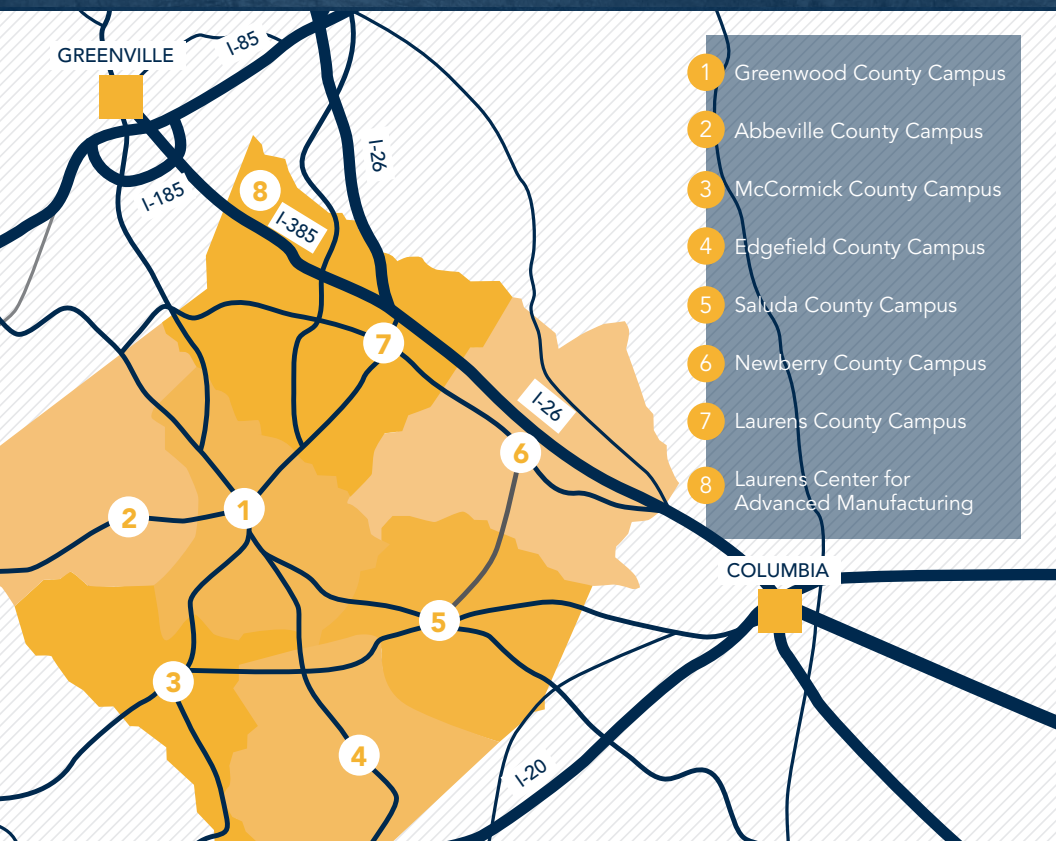 GREENVILLE
I-85
I-26
I-185
8
I-385
7
I-26
6
1
2
5
3
4
I-20
COLUMBIA
1 Greenwood County Campus
2 Abbeville County Campus
3 McCormick County Campus
4 Edgefield County Campus
5 Saluda County Campus
6 Newberry County Campus
7 Laurens County Campus
8 Laurens Center for
Advanced Manufacturing